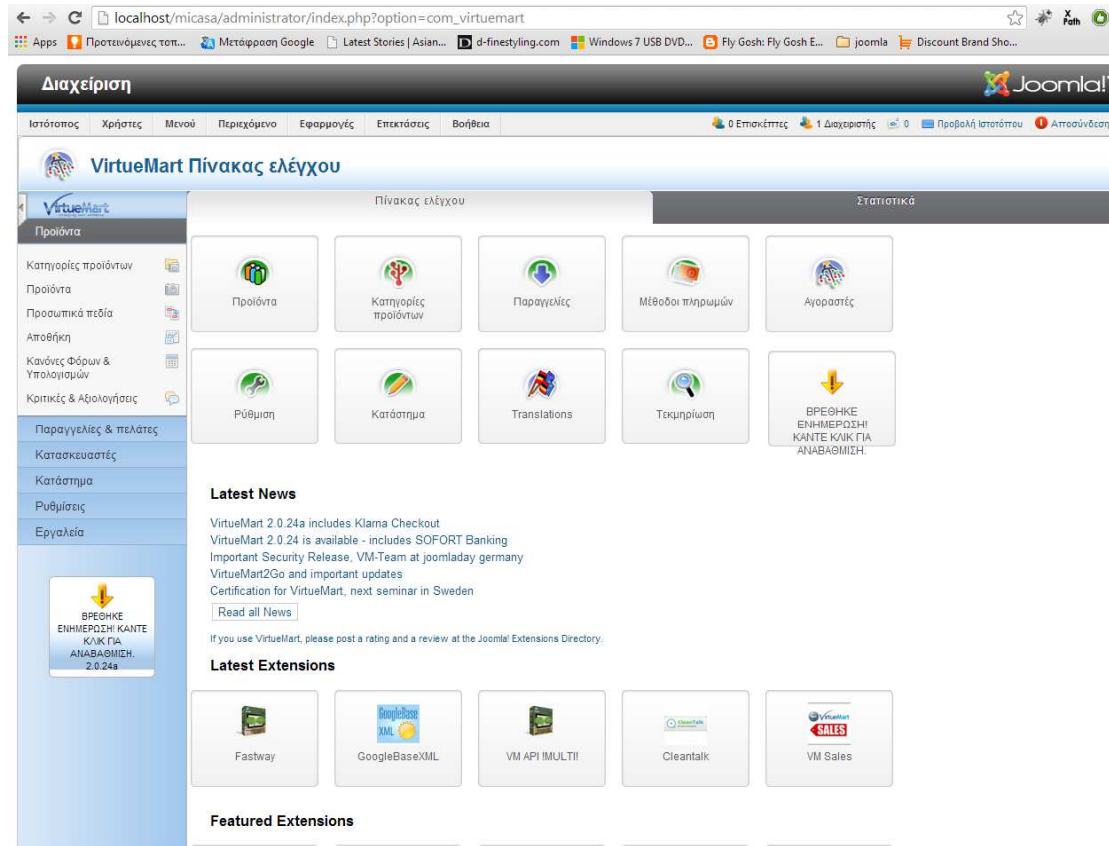 localhost/micasa/administrator/index.php?option=com_virtuemart
X Path
Apps Προτεινόμενες τοπ... Μετάφραση Google Latest Stories | Asian... d-finestyling.com Windows 7 USB DVD... Fly Gosh: Fly Gosh E... joomla Discount Brand Sho...
Διαχείριση
Joomla!
Ιστότοπος Χρήστες Μενού Περιεχόμενο Εφαρμογές Επεκτάσεις Βοήθεια 0 Επισκέπτες 1 Διαχειριστής 0 Προβολή Ιστοτόπου Αποσύνδεση
VirtueMart Πίνακας ελέγχου
VirtueMart
Πίνακας ελέγχου
Στατιστικά
Προϊόντα
Κατηγορίες προϊόντων
Προϊόντα
Προσωπικά πεδία
Αποθήκη
Κανόνες Φόρων &
Υπολογισμών
Κριτικές & Αξιολογήσεις
Παραγγελίες & πελάτες
Κατασκευαστές
Κατάστημα
Ρυθμίσεις
Εργαλεία
ΒΡΕΘΗΚΕ
ΕΝΗΜΕΡΩΣΗ! ΚΑΝΤΕ
ΚΛΙΚ ΓΙΑ
ΑΝΑΒΑΘΜΙΣΗ.
2.0.24a
Προϊόντα
Κατηγορίες
προϊόντων
Παραγγελίες
Μέθοδοι πληρωμών
Αγοραστές
Ρύθμιση
Κατάστημα
Translations
Τεκμηρίωση
ΒΡΕΘΗΚΕ
ΕΝΗΜΕΡΩΣΗ!
ΚΑΝΤΕ ΚΛΙΚ ΓΙΑ
ΑΝΑΒΑΘΜΙΣΗ.
Latest News
VirtueMart 2.0.24a includes Klarna Checkout
VirtueMart 2.0.24 is available - includes SOFORT Banking
Important Security Release, VM-Team at joomladay germany
VirtueMart2Go and important updates
Certification for VirtueMart, next seminar in Sweden
Read all News
If you use VirtueMart, please post a rating and a review at the Joomla! Extensions Directory.
Latest Extensions
Fastway
GoogleBase
XML
GoogleBaseXML
VM API !MULTI!
CleanTalk
Cleantalk
VirtueMart
SALES
VM Sales
Featured Extensions